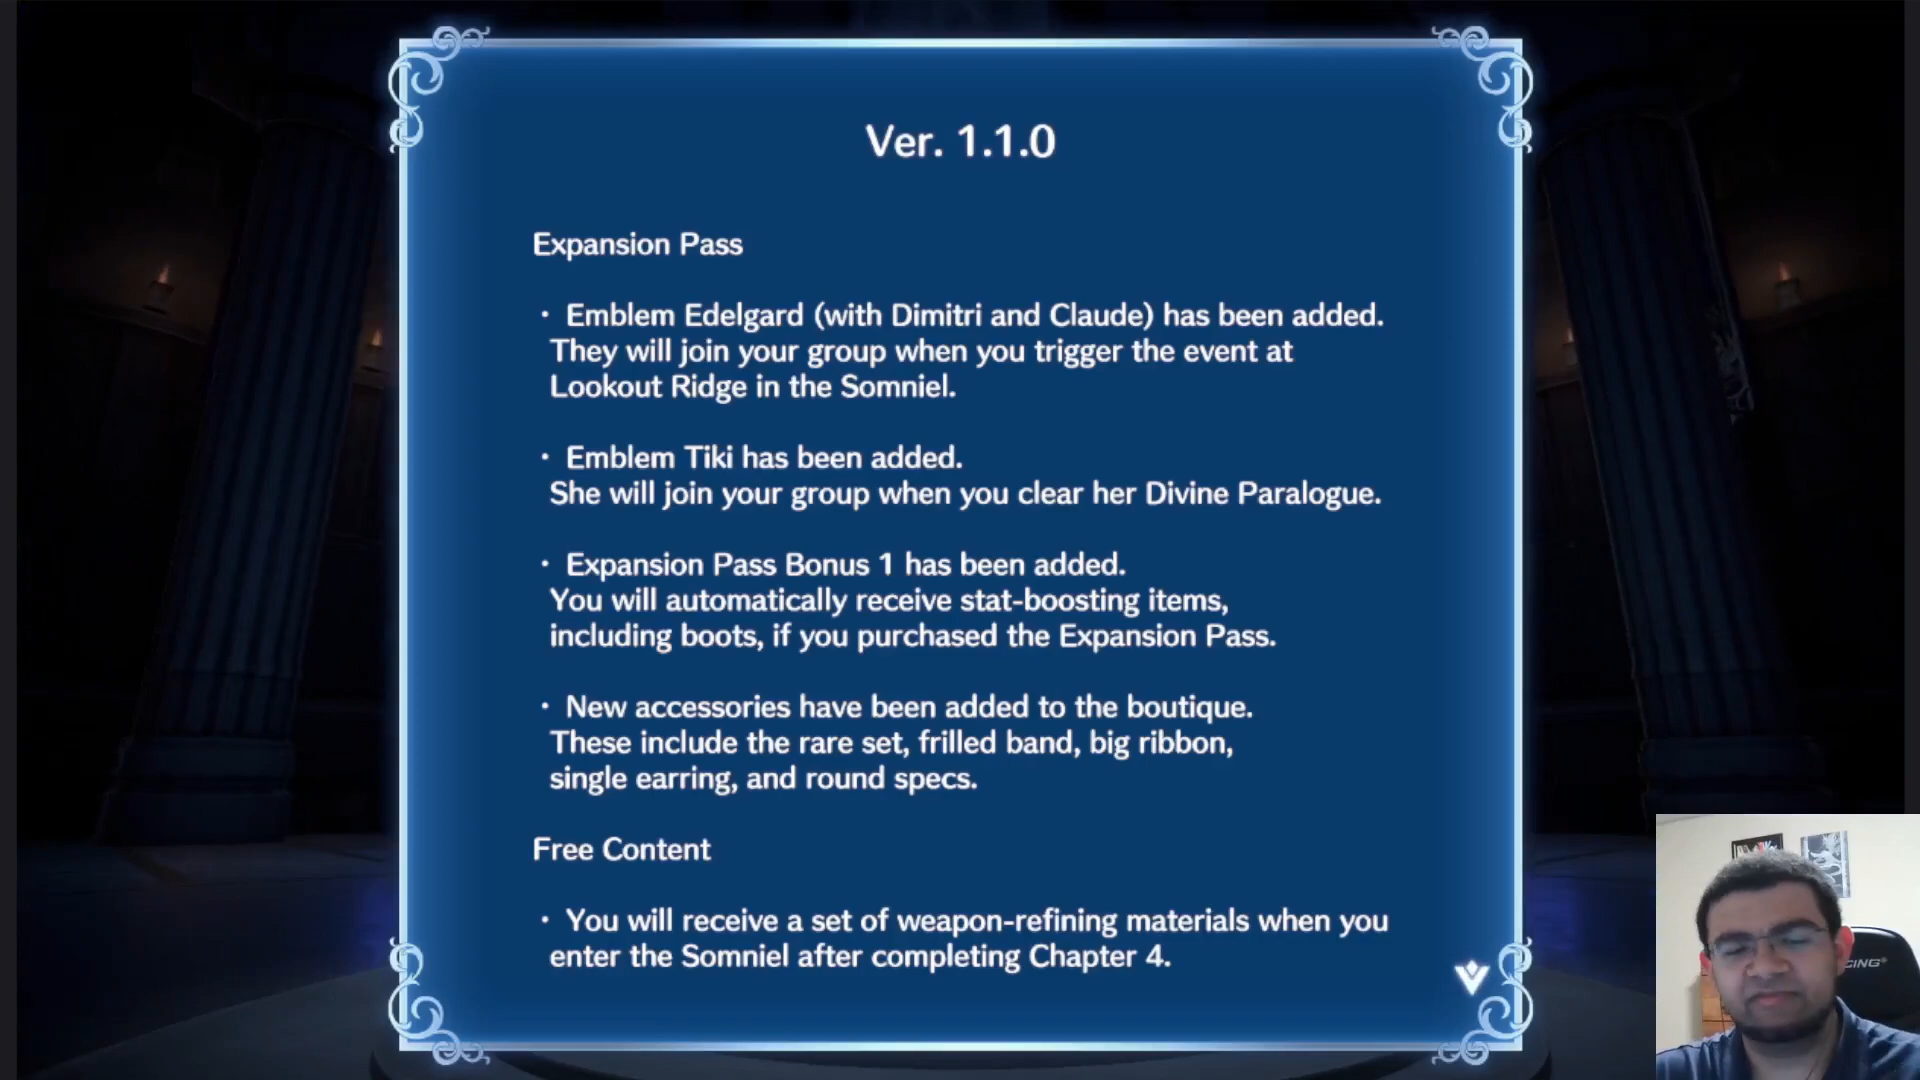 Ver. 1.1.0
Expansion Pass
・ Emblem Edelgard (with Dimitri and Claude) has been added.
They will join your group when you trigger the event at
Lookout Ridge in the Somniel.
・ Emblem Tiki has been added.
She will join your group when you clear her Divine Paralogue.
・ Expansion Pass Bonus 1 has been added.
You will automatically receive stat-boosting items,
including boots, if you purchased the Expansion Pass.
・ New accessories have been added to the boutique.
These include the rare set, frilled band, big ribbon,
single earring, and round specs.
Free Content
・ You will receive a set of weapon-refining materials when you
enter the Somniel after completing Chapter 4.